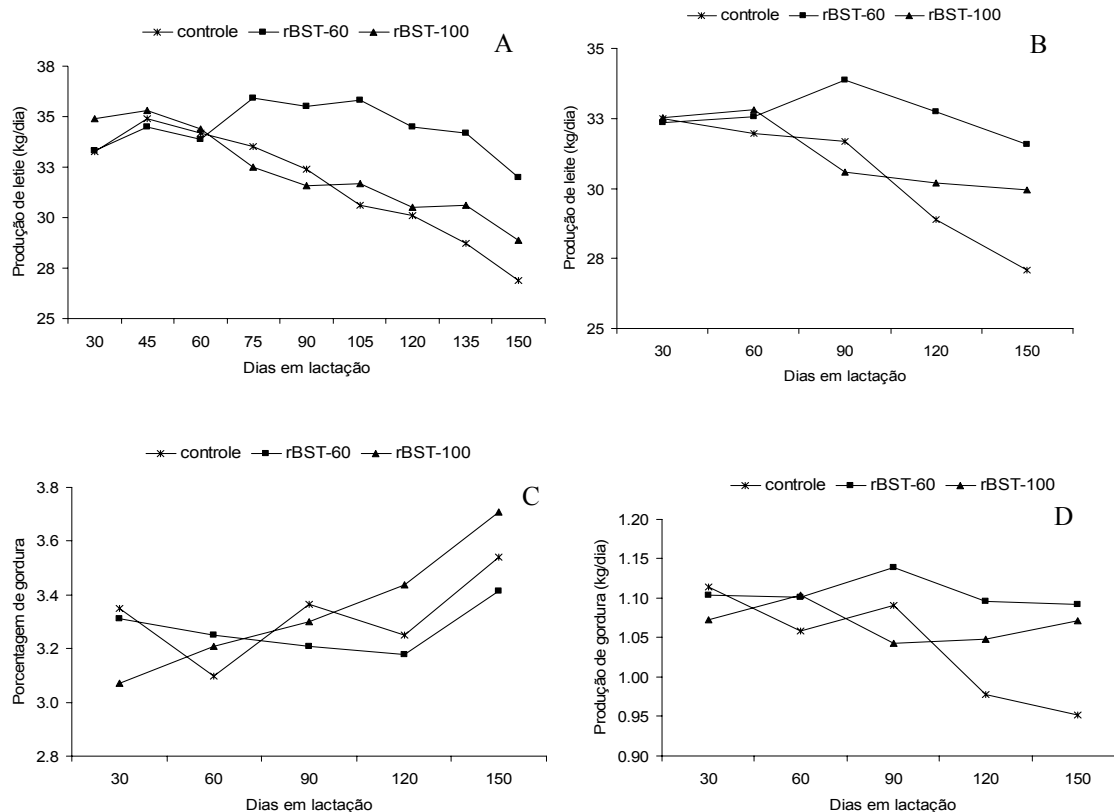 controle rBST-60 rBST-100
A
38
35
33
30
28
25
Produção de letie (kg/dia)
30 45 60 75 90 105 120 135 150
Dias em lactação
controle rBST-60 rBST-100
B
35
33
30
28
25
Produção de leite (kg/dia)
30 60 90 120 150
Dias em lactação
controle rBST-60 rBST-100
C
3.8
3.6
3.4
3.2
3.0
2.8
Porcentagem de gordura
30 60 90 120 150
Dias em lactação
controle rBST-60 rBST-100
D
1.20
1.15
1.10
1.05
1.00
0.95
0.90
Produção de gordura (kg/dia)
30 60 90 120 150
Dias em lactação